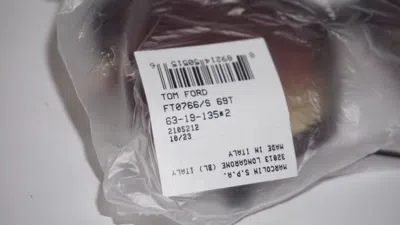 TOM FORD
FT0766/S 69T
63-19-135*2
2105212
10/23
MARCOLIN S.P.A.
32013 LONGARONE (BL) ITALY
MADE IN ITALY